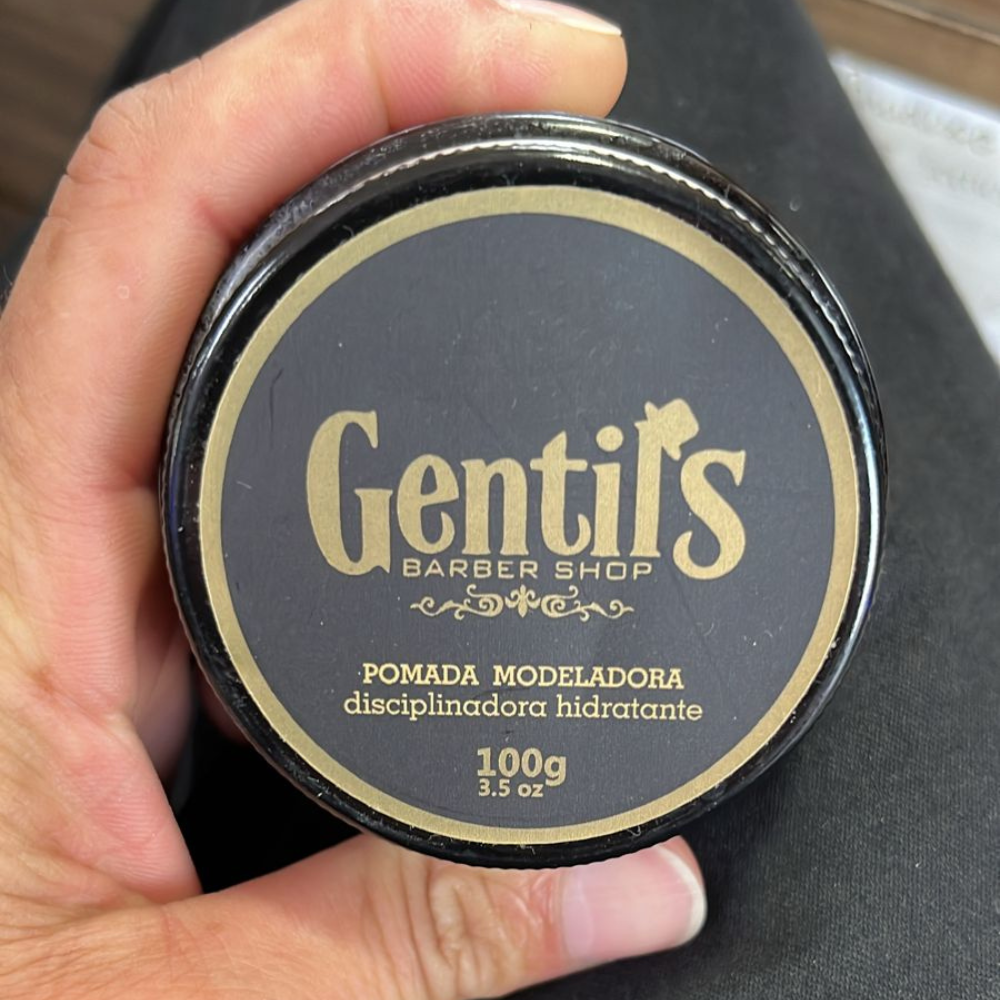 Gentil's
BARBER SHOP
POMADA MODELADORA
disciplinadora hidratante
100g
3.5 oz